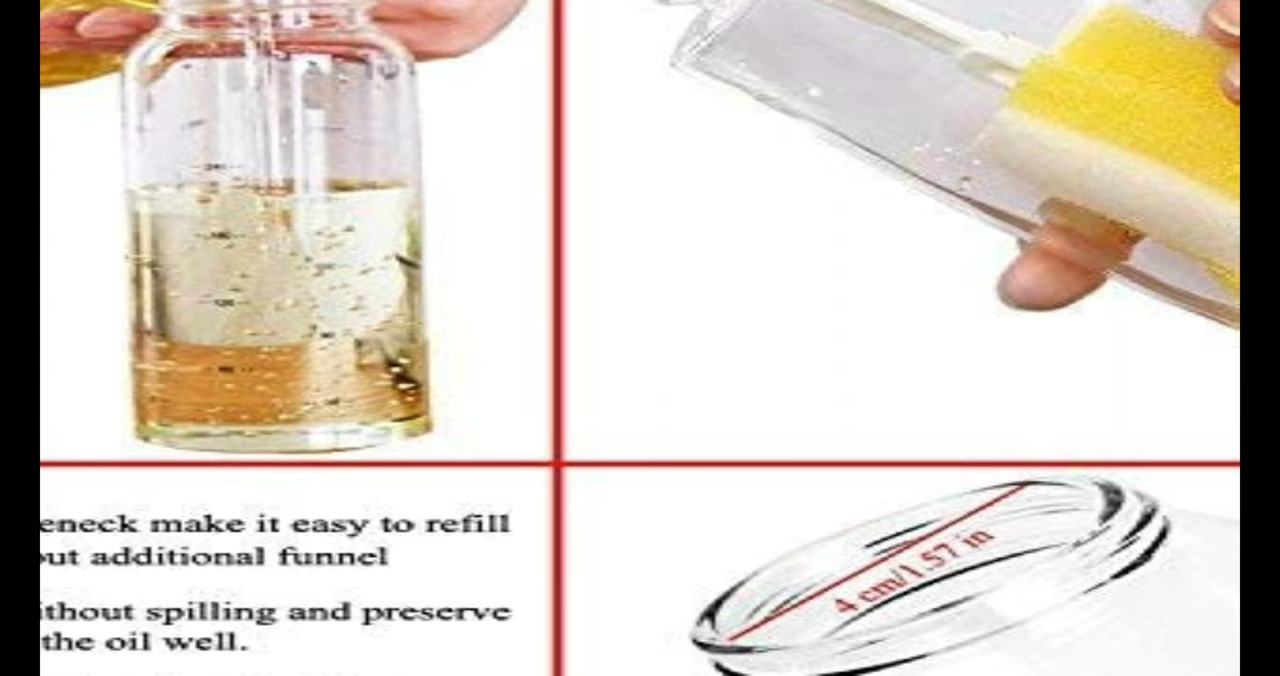 eneck make it easy to refill
out additional funnel
ithout spilling and preserve
the oil well.
4 cm/1.57 in